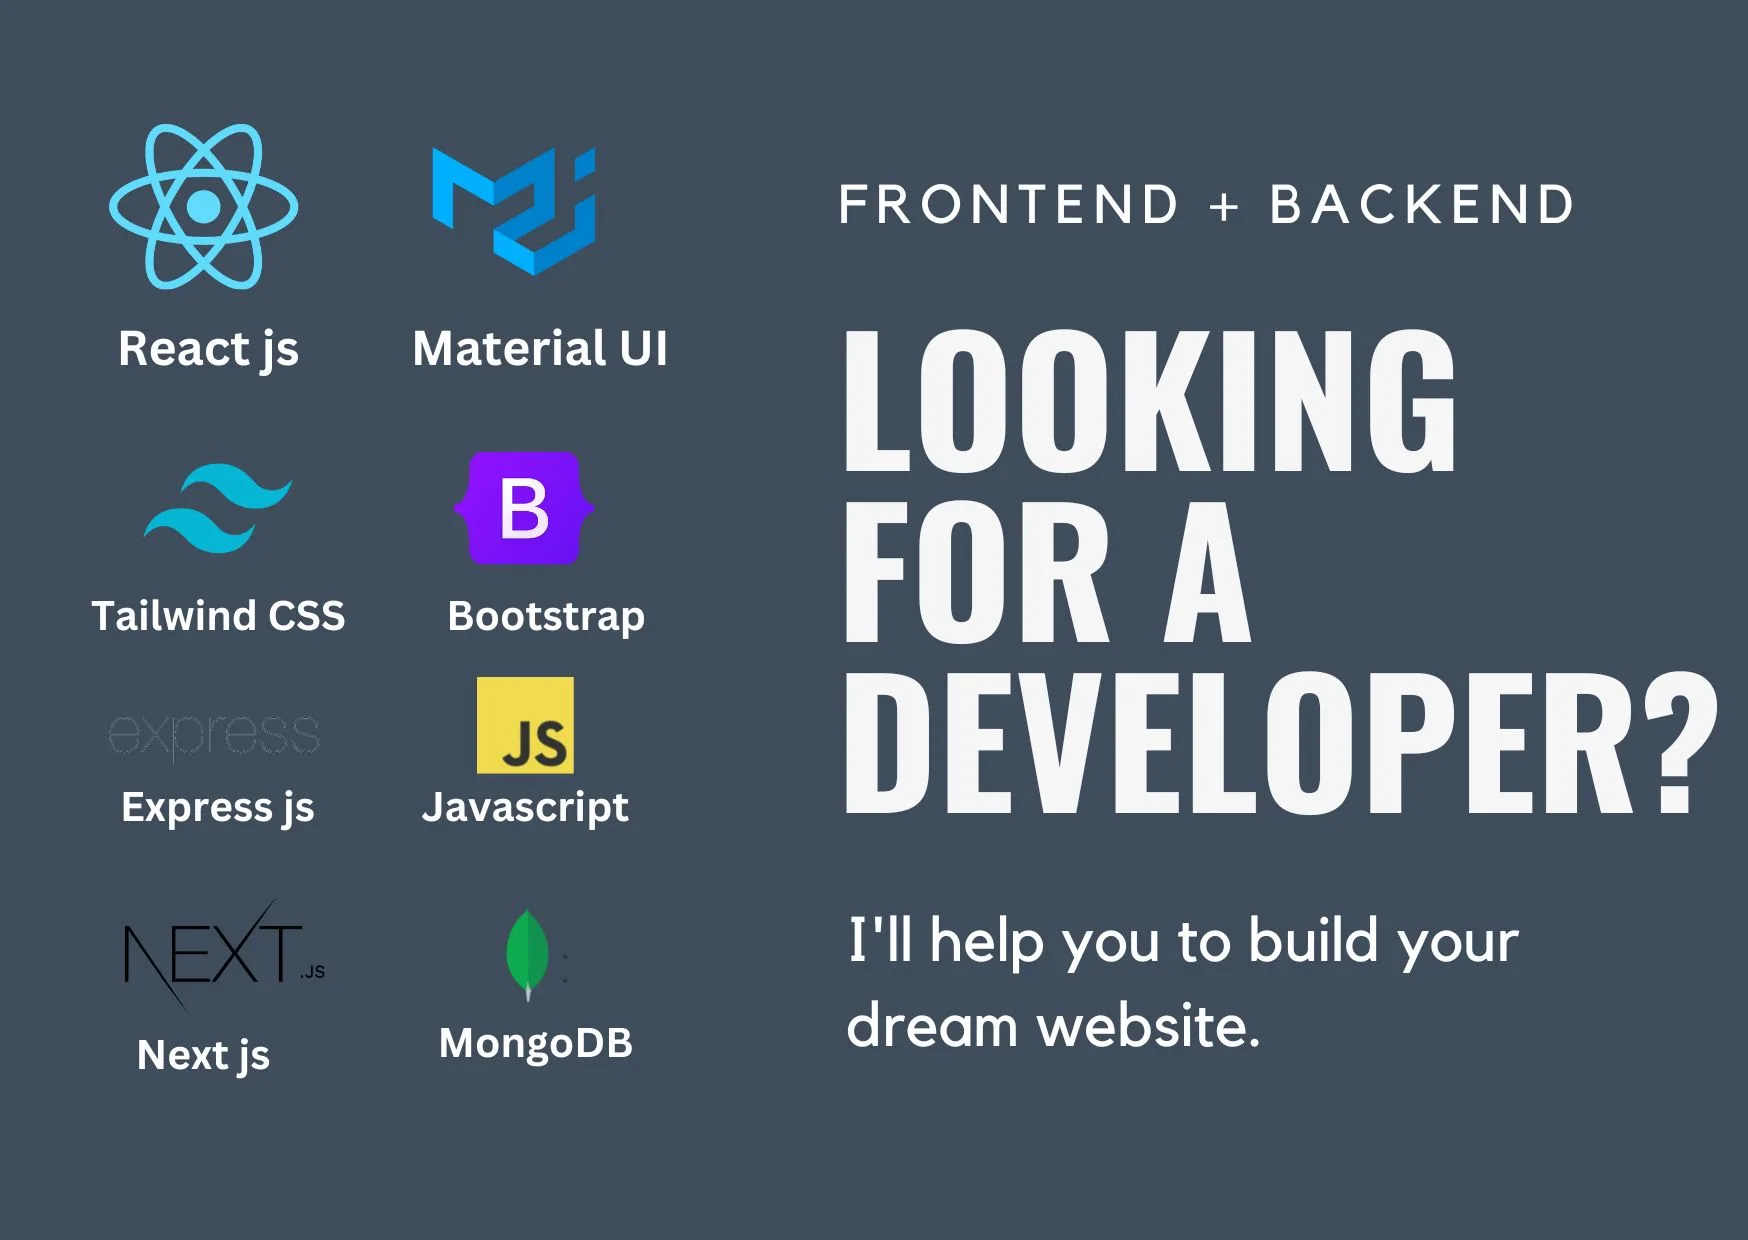 React js
Material UI
B
Tailwind CSS
Bootstrap
express
JS
Express js
Javascript
NEXT.JS
Next js
MongoDB
FRONTEND + BACKEND
LOOKING
FOR A
DEVELOPER?
I'll help you to build your
dream website.